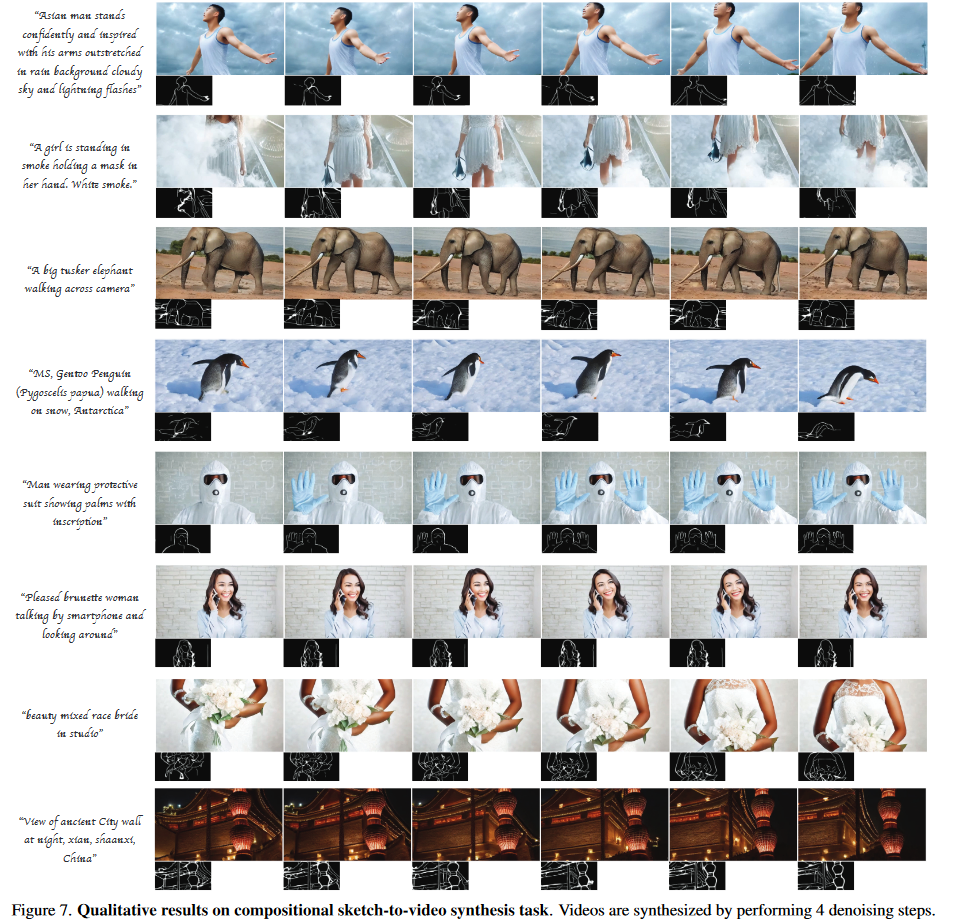 “Asian man stands
confidently and inspired
with his arms outstretched
in rain background cloudy
sky and lightning flashes”
“A girl is standing in
smoke holding a mask in
her hand. White smoke.”
“A big tusker elephant
walking across camera”
“MS, Gentoo Penguin
(Pygoscelis papua) walking
on snow, Antarctica”
“Man wearing protective
suit showing palms with
inscription”
“Pleased brunette woman
talking by smartphone and
looking around”
“beauty mixed race bride
in studio”
“View of ancient City wall
at night, xian, shaanxi,
China”
Figure 7. Qualitative results on compositional sketch-to-video synthesis task. Videos are synthesized by performing 4 denoising steps.